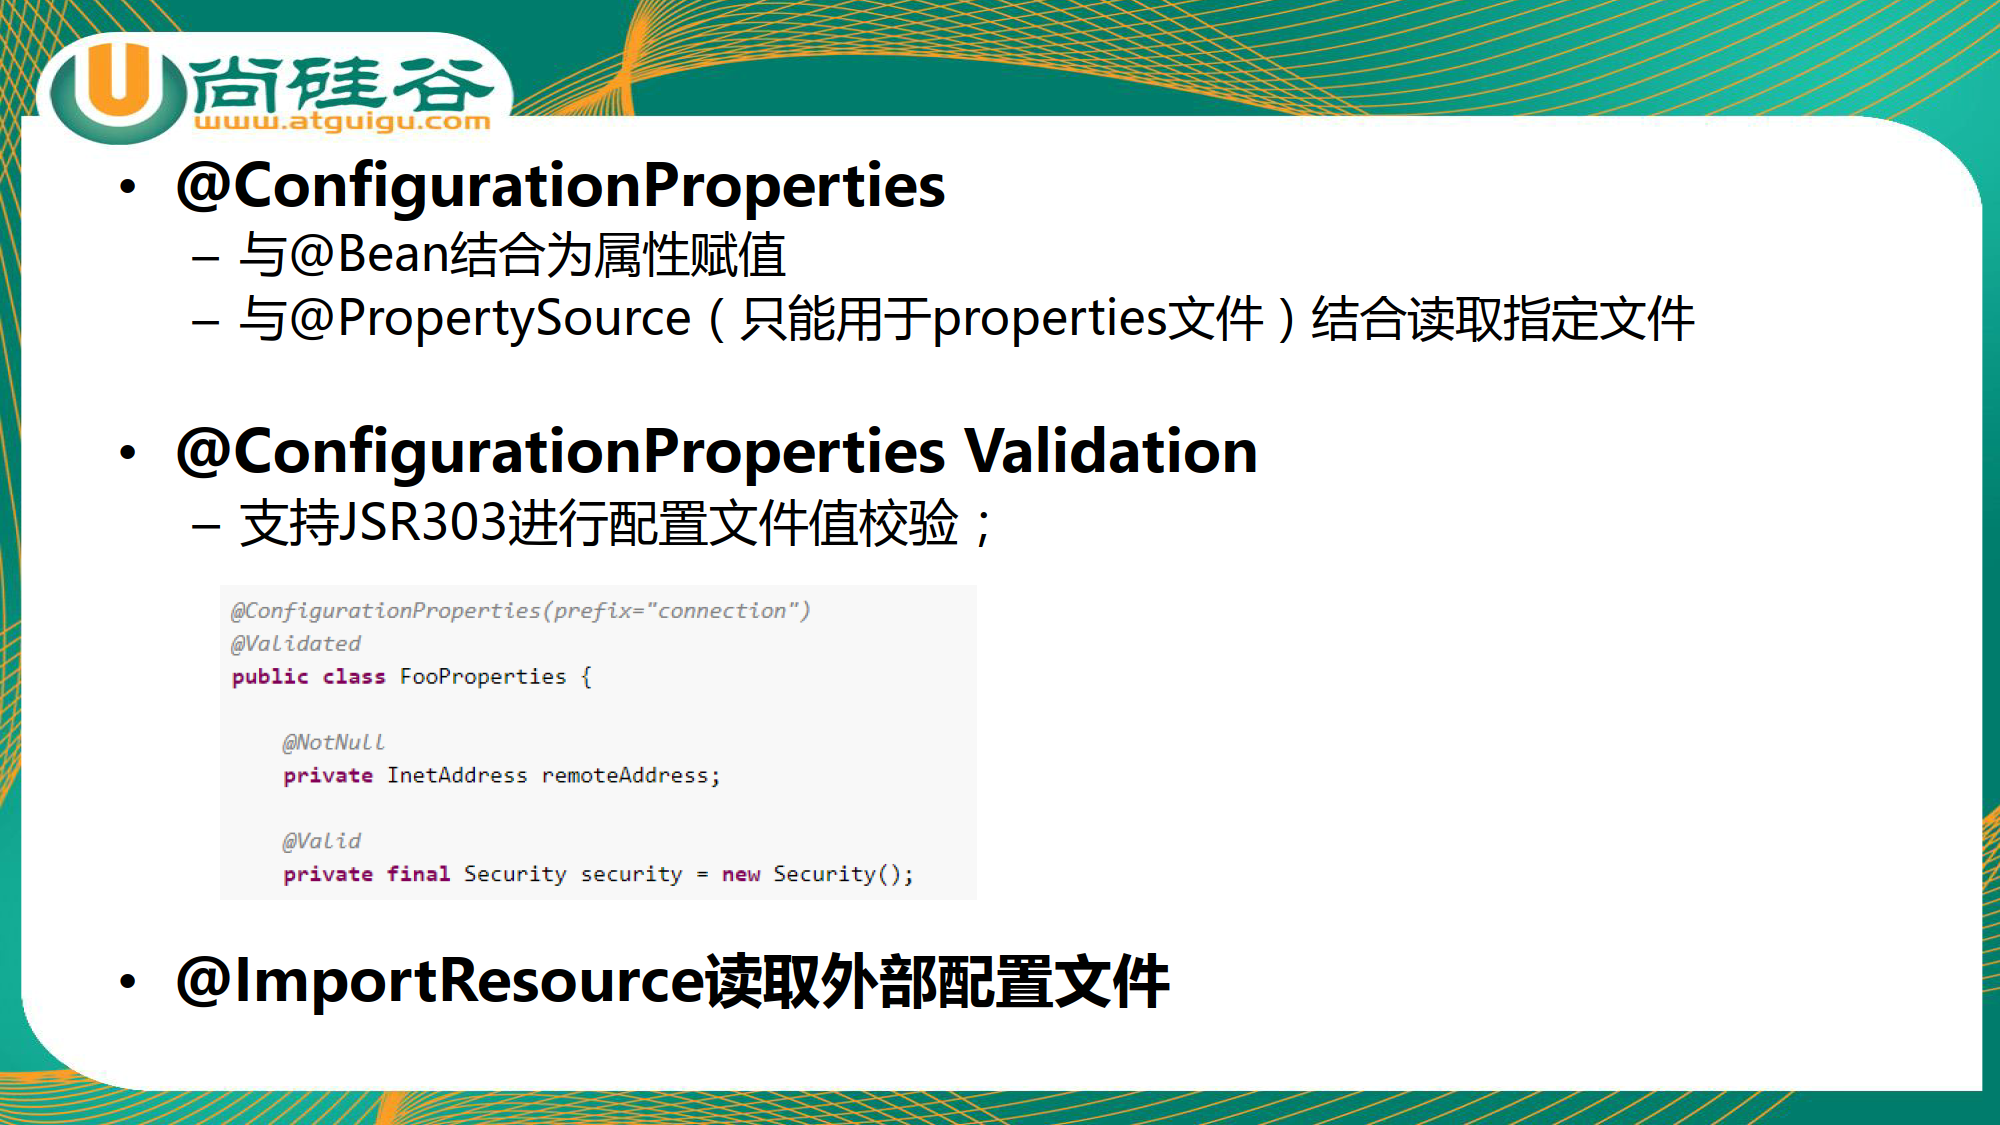 尚硅谷
www.atguigu.com
• @ConfigurationProperties
– 与@Bean结合为属性赋值
– 与@PropertySource（只能用于properties文件）结合读取指定文件
• @ConfigurationProperties Validation
– 支持JSR303进行配置文件值校验；
@ConfigurationProperties(prefix="connection")
@Validated
public class FooProperties {
@NotNull
private InetAddress remoteAddress;
@Valid
private final Security security = new Security();
• @ImportResource读取外部配置文件